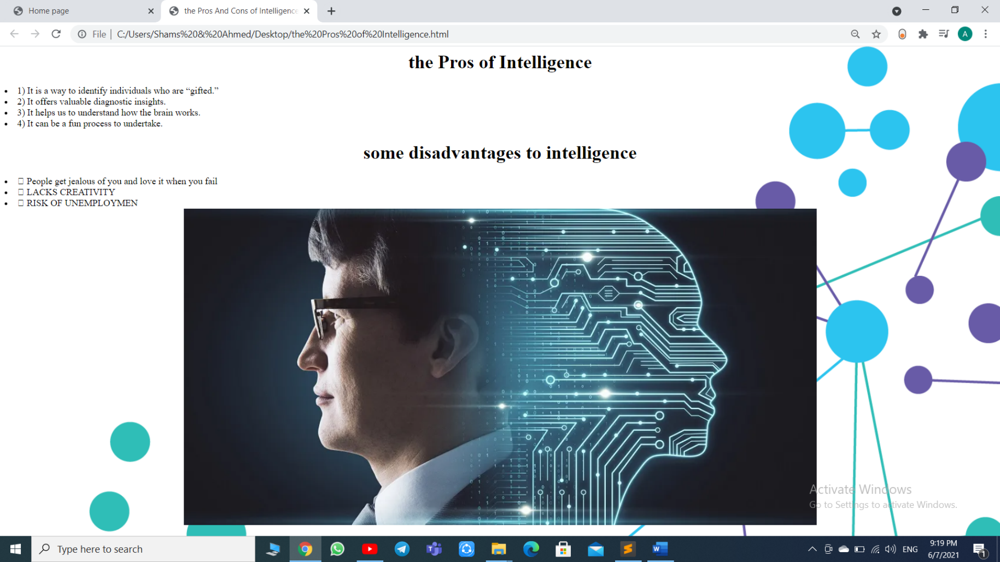 Home page
the Pros And Cons of Intelligence
File
C:/Users/Shams%20&%20Ahmed/Desktop/the%20Pros%20of%20Intelligence.html
A
the Pros of Intelligence
• 1) It is a way to identify individuals who are “gifted.”
• 2) It offers valuable diagnostic insights.
• 3) It helps us to understand how the brain works.
• 4) It can be a fun process to undertake.
some disadvantages to intelligence
• People get jealous of you and love it when you fail
• LACKS CREATIVITY
• RISK OF UNEMPLOYMEN
Activate Windows
Go to Settings to activate Windows.
Type here to search
ENG
9:19 PM
6/7/2021
1